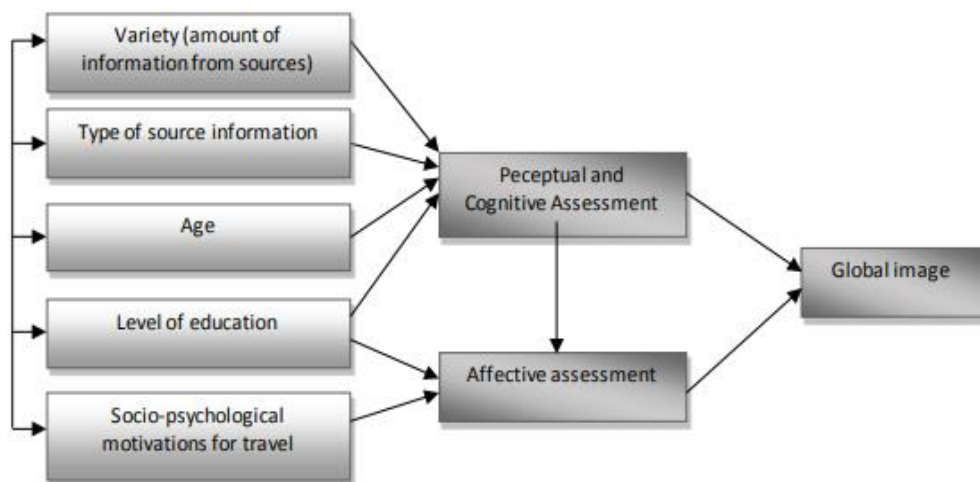 Variety (amount of
information from sources)
Type of source information
Age
Level of education
Socio-psychological
motivations for travel
Peceptual and
Cognitive Assessment
Affective assessment
Global image